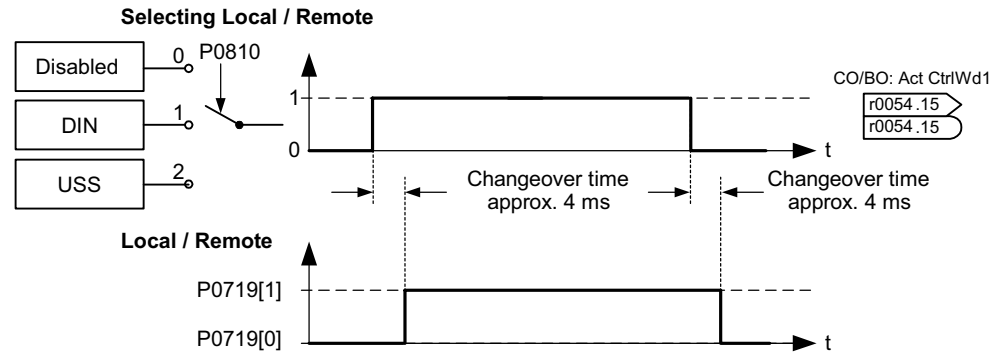 Selecting Local / Remote
Disabled
0
P0810
DIN
1
USS
2
1
0
t
CO/BO: Act CtrlWd1
r0054 .15
r0054 .15
Changeover time
approx. 4 ms
Changeover time
approx. 4 ms
Local / Remote
P0719[1]
P0719[0]
t